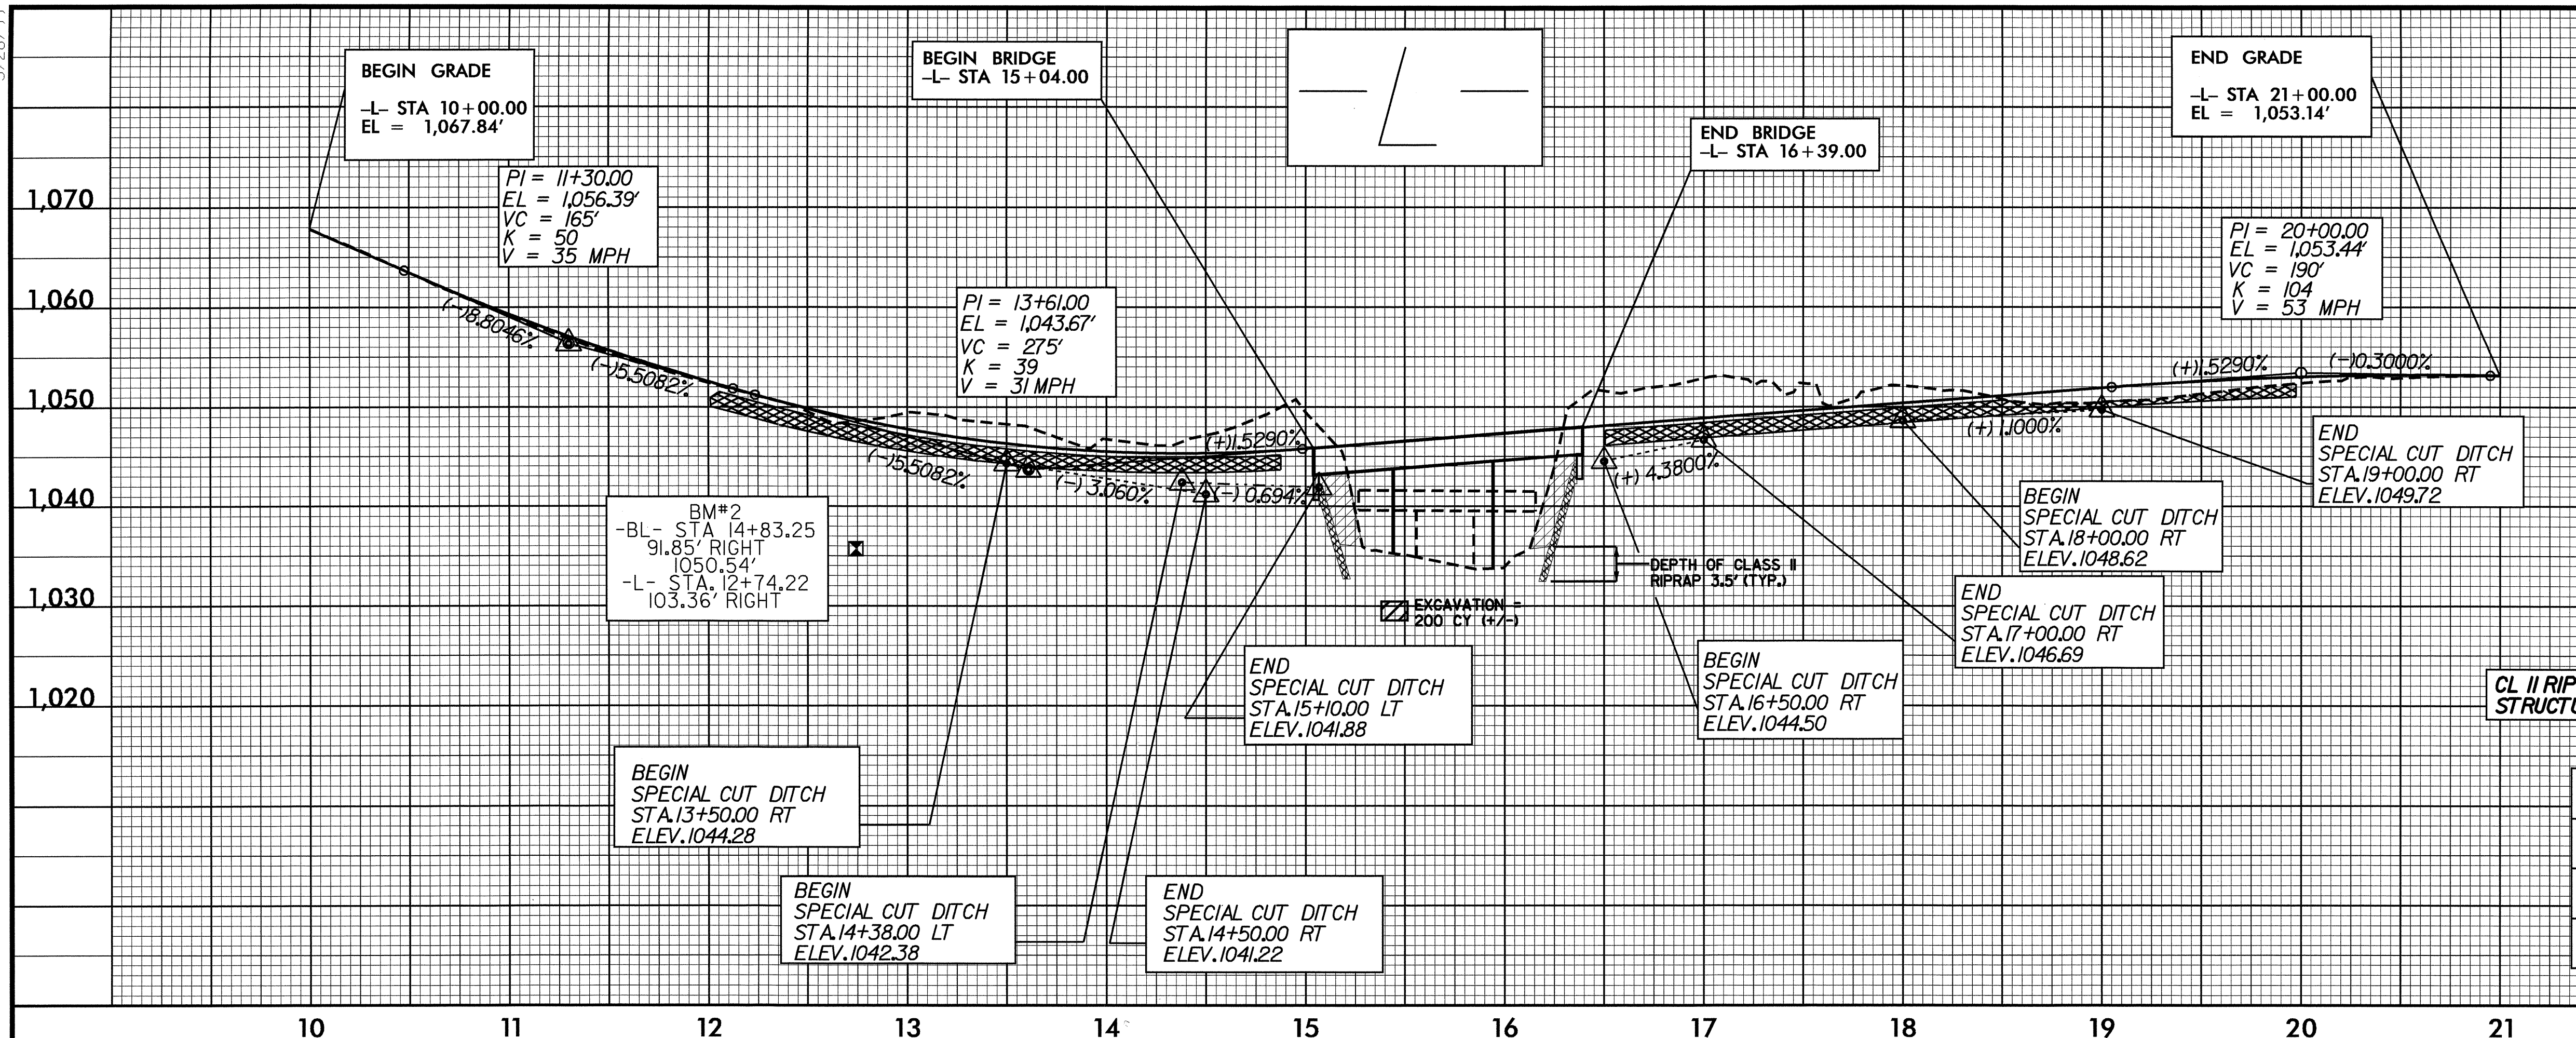 BEGIN GRADE
-L- STA 10+00.00
EL = 1,067.84'
PI = 11+30.00
EL = 1,056.39'
VC = 165'
K = 50
V = 35 MPH
BEGIN BRIDGE
-L- STA 15+04.00
PI = 13+61.00
EL = 1,043.67'
VC = 275'
K = 39
V = 31 MPH
L
END BRIDGE
-L- STA 16+39.00
END GRADE
-L- STA 21+00.00
EL = 1,053.14'
PI = 20+00.00
EL = 1,053.44'
VC = 190'
K = 104
V = 53 MPH
1,070
1,060
1,050
1,040
1,030
1,020
(-)8.8046%
(-)5.5082%
(-)5.5082%
(-) 3.060%
(-) 0.694%
(+)1.5290%
(+) 4.3800%
(+) 1.1000%
(+)1.5290%
(-)0.3000%
BM#2
-BL- STA 14+83.25
91.85' RIGHT
1050.54'
-L- STA. 12+74.22
103.36' RIGHT
DEPTH OF CLASS II
RIPRAP 3.5' (TYP.)
EXCAVATION =
200 CY (+/-)
END
SPECIAL CUT DITCH
STA.19+00.00 RT
ELEV.1049.72
BEGIN
SPECIAL CUT DITCH
STA.18+00.00 RT
ELEV.1048.62
END
SPECIAL CUT DITCH
STA.17+00.00 RT
ELEV.1046.69
BEGIN
SPECIAL CUT DITCH
STA.16+50.00 RT
ELEV.1044.50
END
SPECIAL CUT DITCH
STA.15+10.00 LT
ELEV.1041.88
BEGIN
SPECIAL CUT DITCH
STA.13+50.00 RT
ELEV.1044.28
BEGIN
SPECIAL CUT DITCH
STA.14+38.00 LT
ELEV.1042.38
END
SPECIAL CUT DITCH
STA.14+50.00 RT
ELEV.1041.22
CL II RIP
STRUCTU
10 11 12 13 14 15 16 17 18 19 20 21